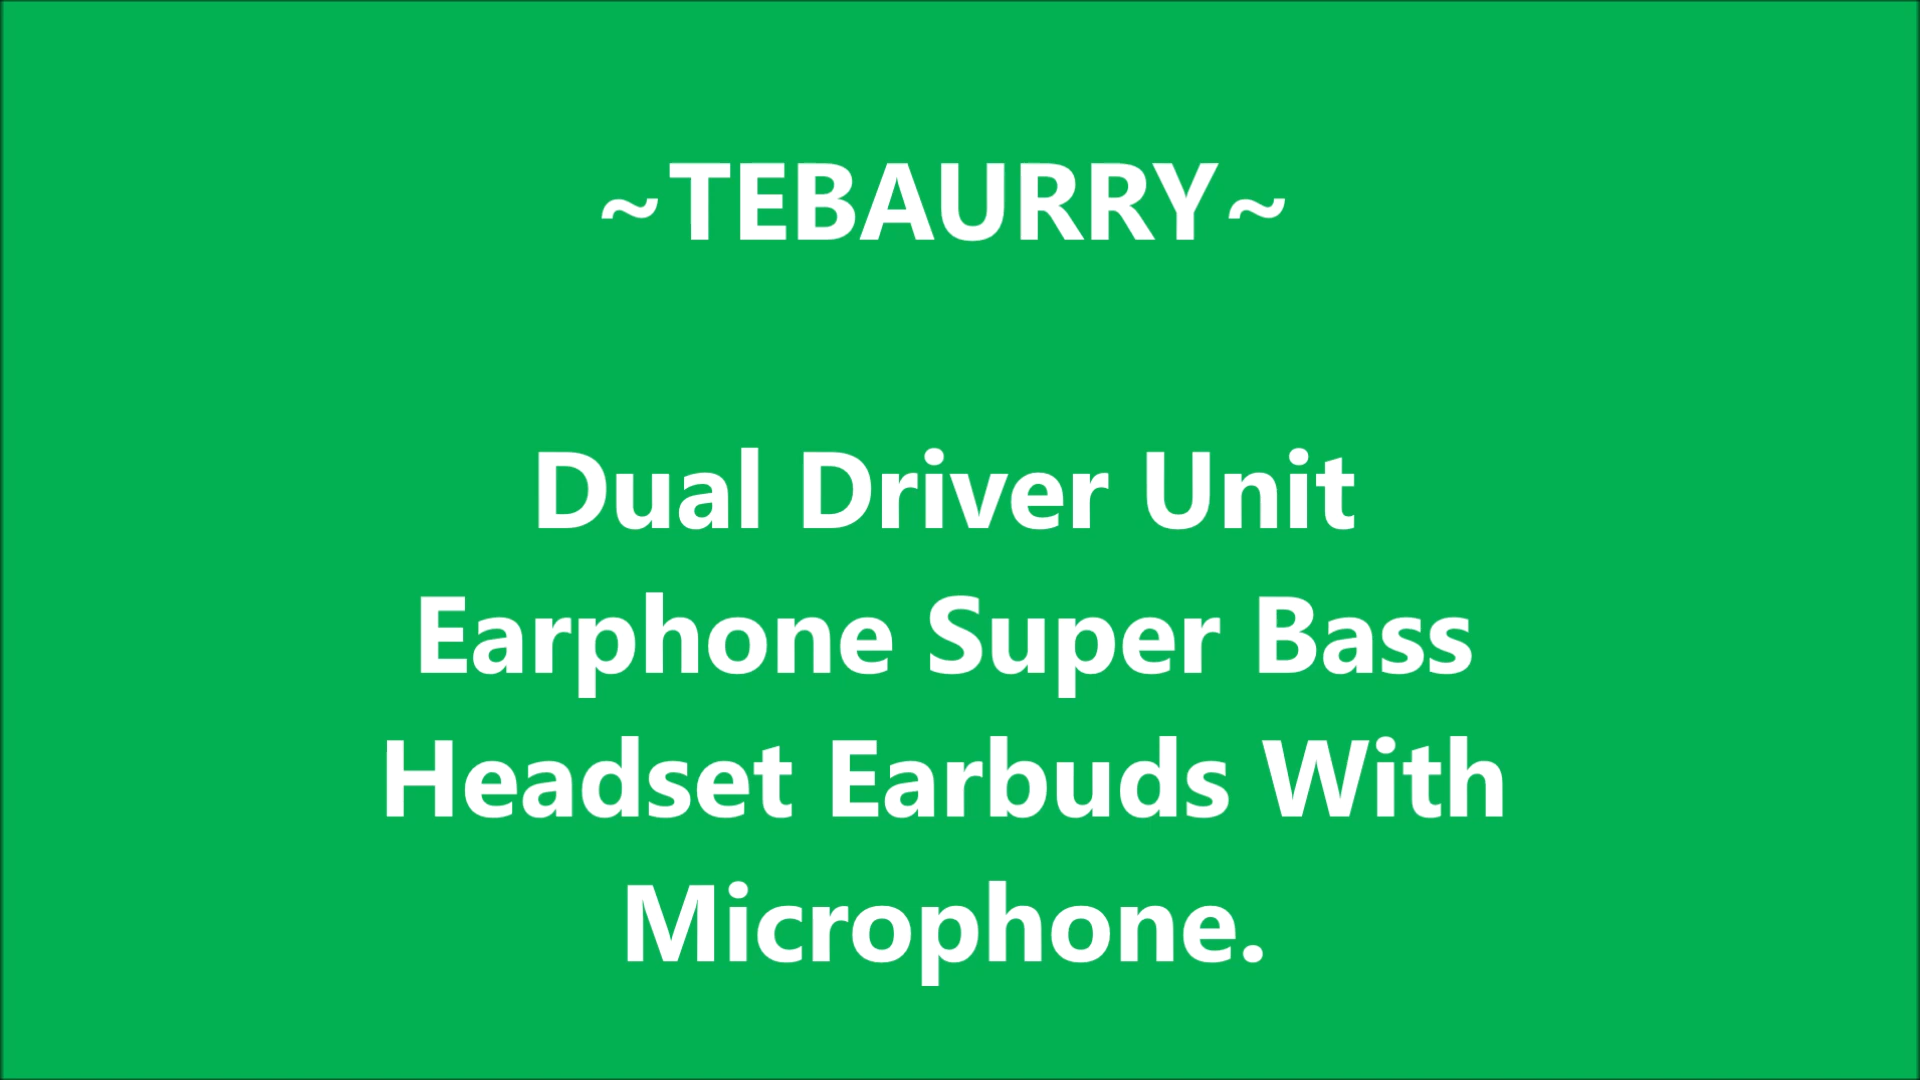 ~TEBAURRY~
Dual Driver Unit
Earphone Super Bass
Headset Earbuds With
Microphone.